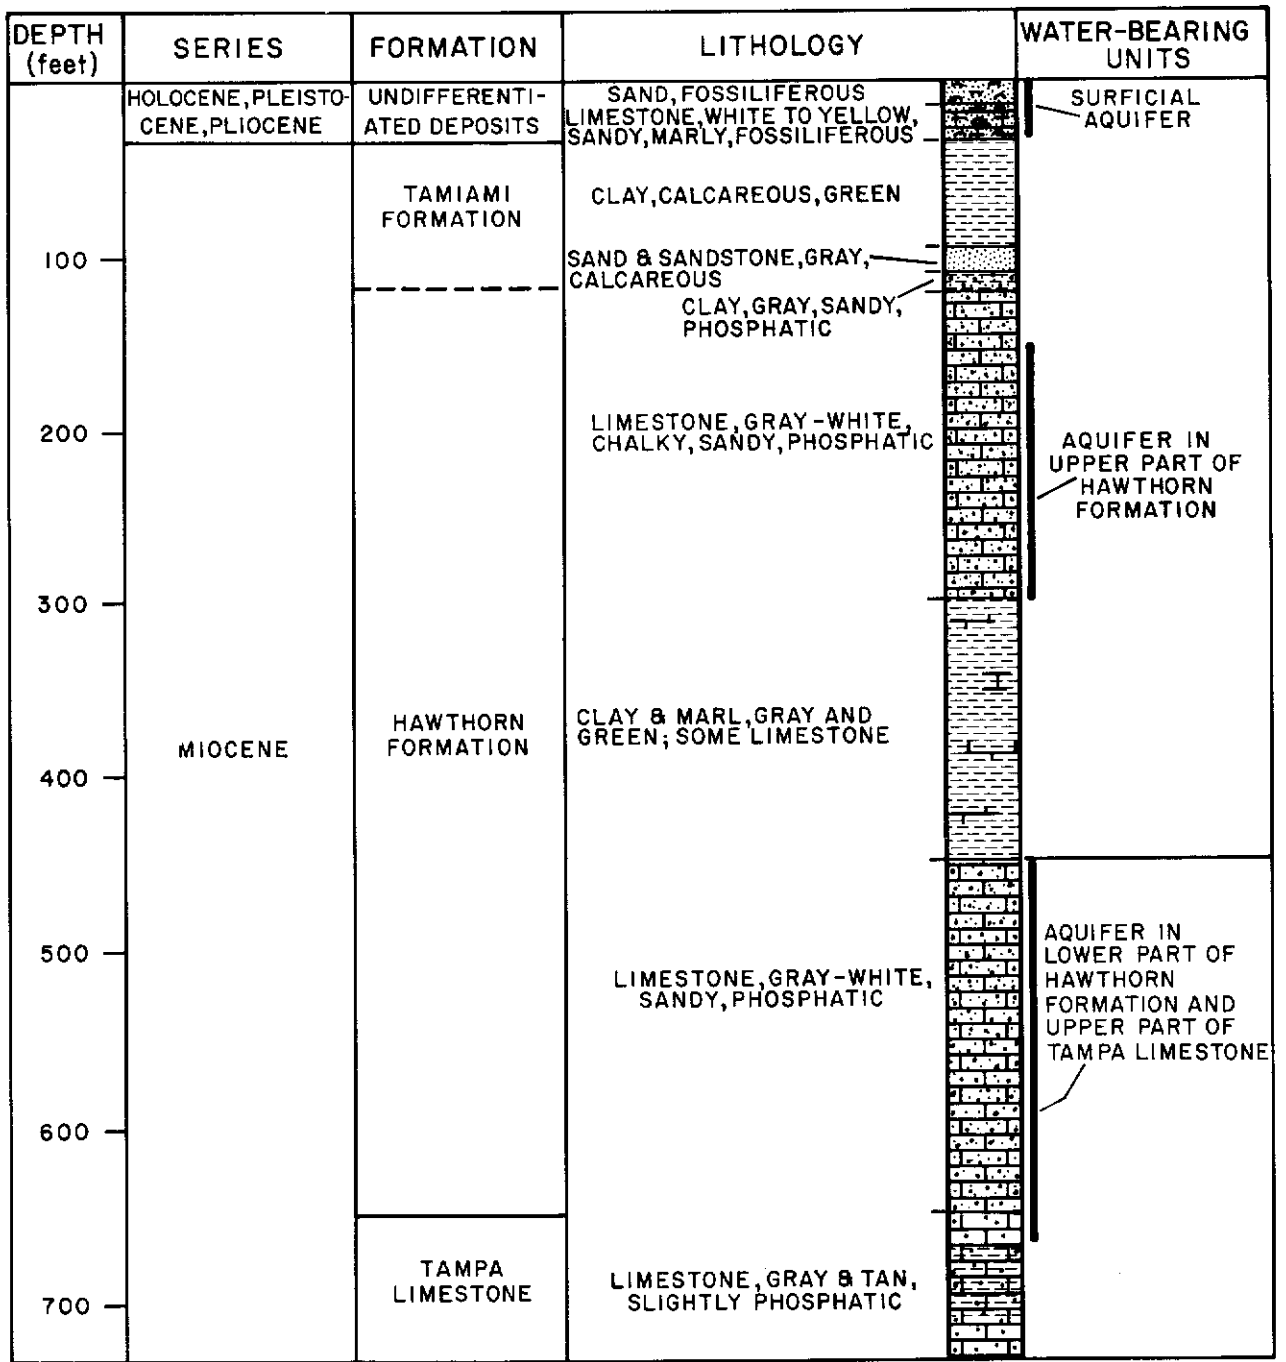 DEPTH
(feet)
SERIES
FORMATION
LITHOLOGY
WATER-BEARING
UNITS
HOLOCENE, PLEISTO-
CENE, PLIOCENE
UNDIFFERENTI-
ATED DEPOSITS
SAND, FOSSILIFEROUS
LIMESTONE, WHITE TO YELLOW,
SANDY, MARLY, FOSSILIFEROUS
SURFICIAL
AQUIFER
TAMIAMI
FORMATION
CLAY, CALCAREOUS, GREEN
100
SAND & SANDSTONE, GRAY,
CALCAREOUS
CLAY, GRAY, SANDY,
PHOSPHATIC
200
LIMESTONE, GRAY-WHITE,
CHALKY, SANDY, PHOSPHATIC
AQUIFER IN
UPPER PART OF
HAWTHORN
FORMATION
300
MIOCENE
HAWTHORN
FORMATION
CLAY & MARL, GRAY AND
GREEN; SOME LIMESTONE
400
500
LIMESTONE, GRAY-WHITE,
SANDY, PHOSPHATIC
AQUIFER IN
LOWER PART OF
HAWTHORN
FORMATION AND
UPPER PART OF
TAMPA LIMESTONE
600
TAMPA
LIMESTONE
LIMESTONE, GRAY & TAN,
SLIGHTLY PHOSPHATIC
700